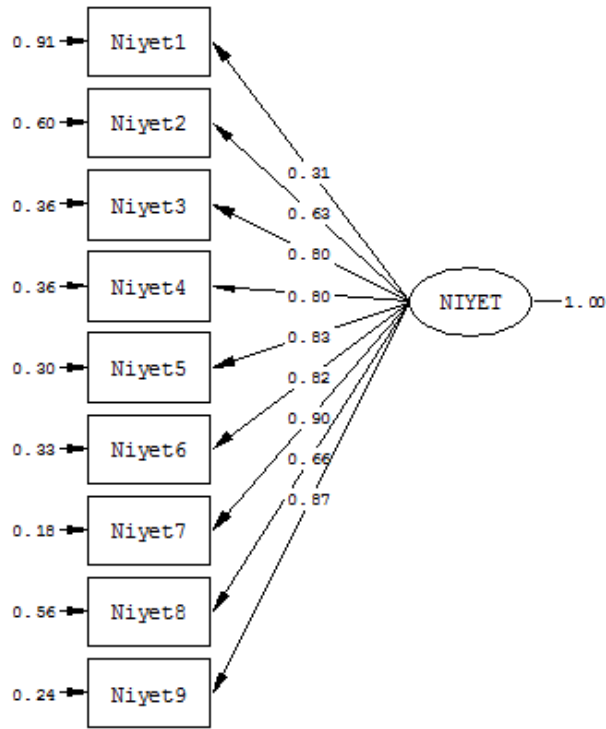 0.91 Niyet1
0.60 Niyet2
0.31
0.63
0.36 Niyet3
0.80
0.36 Niyet4
0.80
NIYET 1.00
0.83
0.30 Niyet5
0.82
0.90
0.33 Niyet6
0.66
0.87
0.18 Niyet7
0.56 Niyet8
0.24 Niyet9